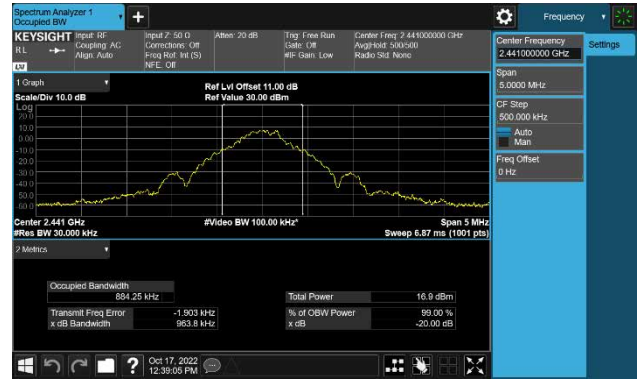 Spectrum Analyzer 1
Occupied BW
+
Frequency
KEYSIGHT
Input: RF
Input Z: 50 Ω
Atten: 20 dB
Trig: Free Run
Center Freq: 2.441000000 GHz
RL
Coupling: AC
Corrections: Off
Gate: Off
Avg|Hold: 500/500
Align: Auto
Freq Ref: Int (S)
#IF Gain: Low
Radio Std: None
NFE: Off
LXI
Center Frequency
2.441000000 GHz
Settings
Span
5.0000 MHz
CF Step
500.000 kHz
Auto
Man
Freq Offset
0 Hz
1 Graph
Ref Lvl Offset 11.00 dB
Scale/Div 10.0 dB
Ref Value 30.00 dBm
Log
20.0
10.0
0.00
-10.0
-20.0
-30.0
-40.0
-50.0
-60.0
Center 2.441 GHz
#Video BW 100.00 kHz*
Span 5 MHz
#Res BW 30.000 kHz
Sweep 6.87 ms (1001 pts)
2 Metrics
Occupied Bandwidth
884.25 kHz
Total Power
16.9 dBm
Transmit Freq Error
-1.903 kHz
% of OBW Power
99.00 %
x dB Bandwidth
963.8 kHz
x dB
-20.00 dB
?
Oct 17, 2022
12:39:05 PM